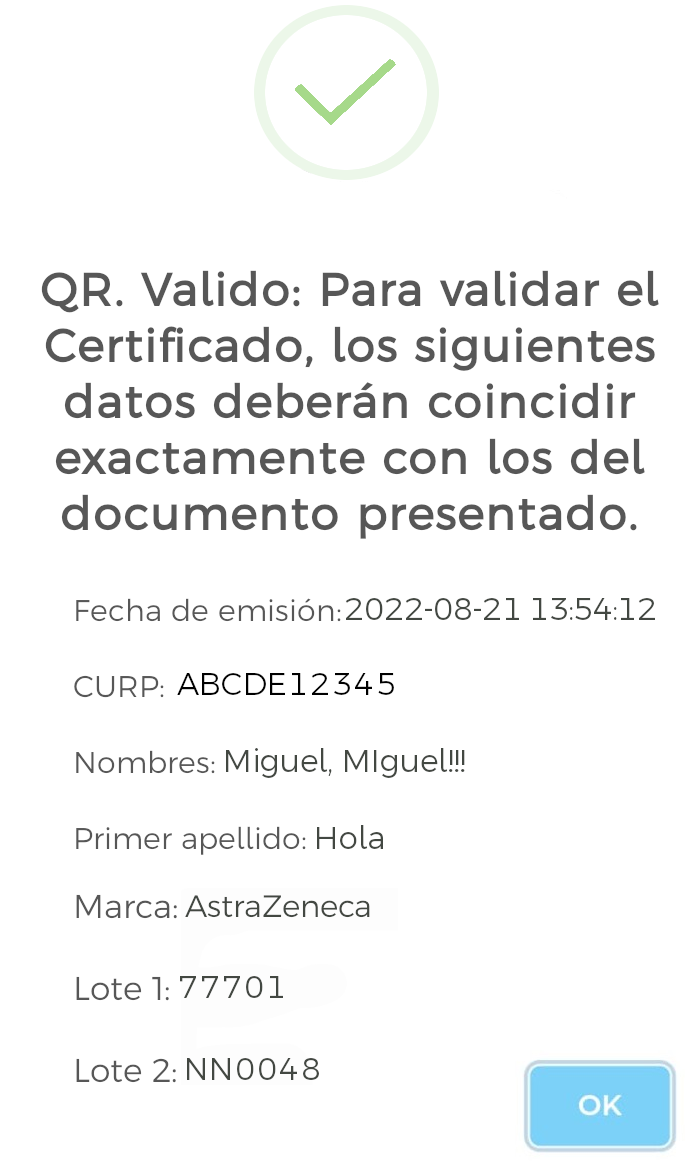 QR. Valido: Para validar el
Certificado, los siguientes
datos deberán coincidir
exactamente con los del
documento presentado.
Fecha de emisión:2022-08-21 13:54:12
CURP: ABCDE12345
Nombres: Miguel, MIguel!!!
Primer apellido: Hola
Marca: AstraZeneca
Lote 1: 77701
Lote 2: NN0048
OK